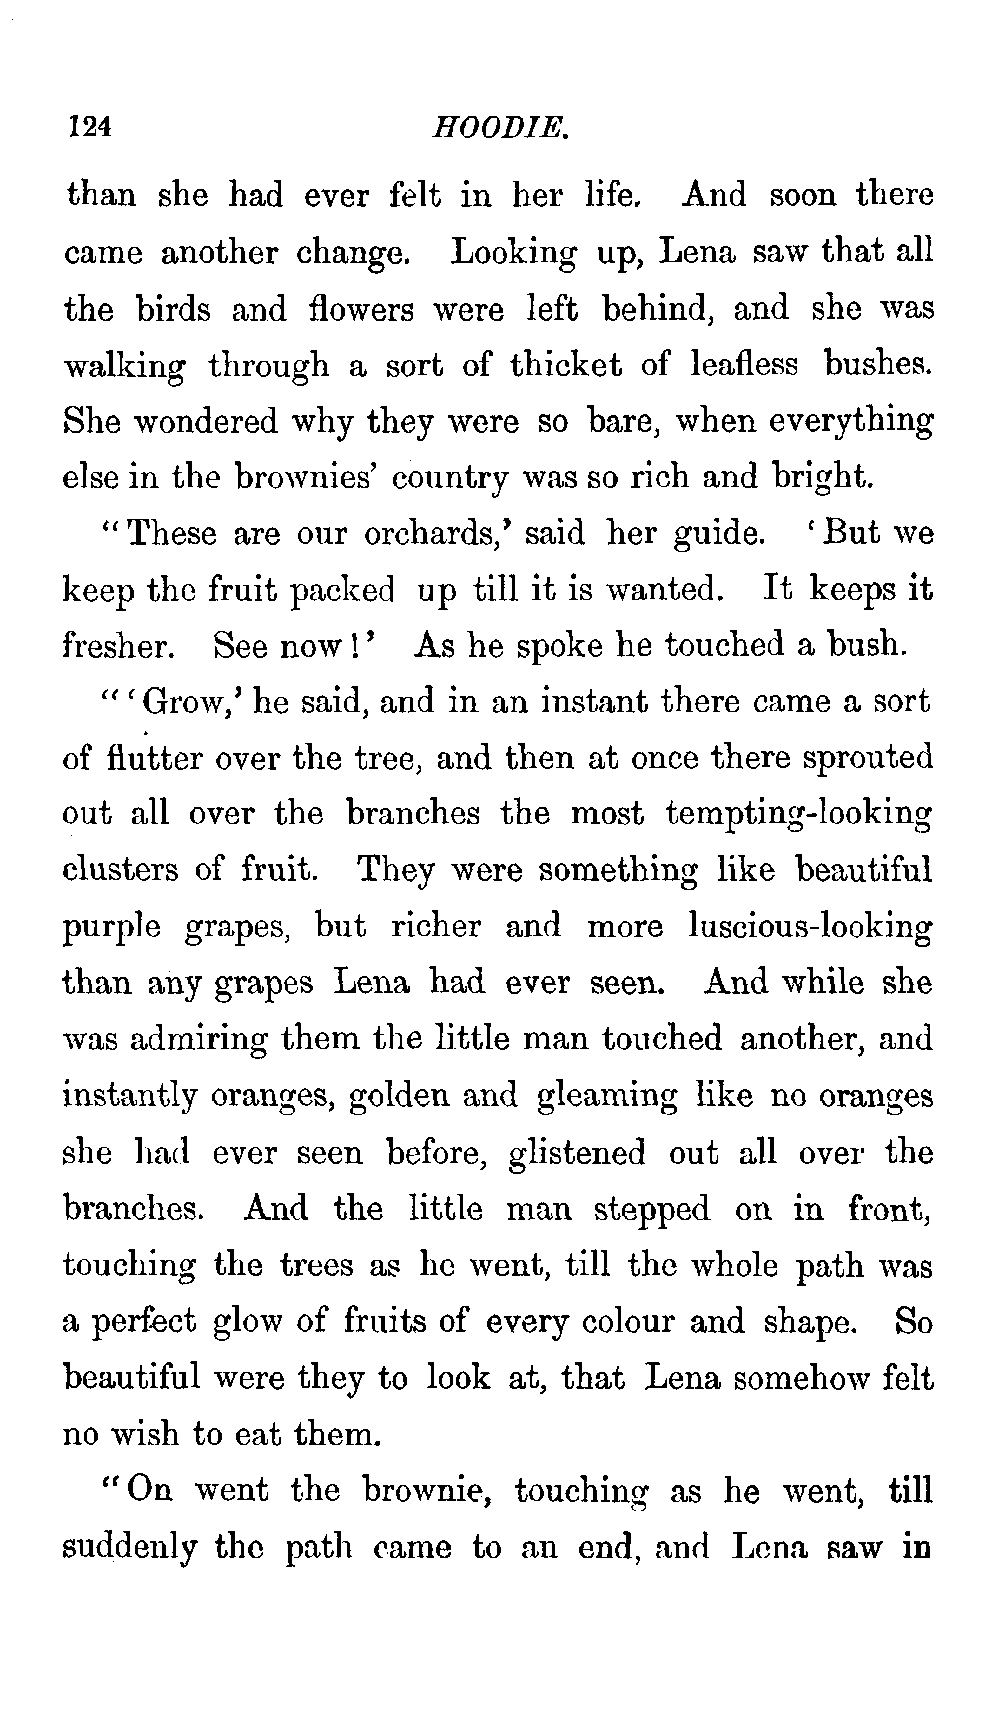 124 HOODIE.
than she had ever felt in her life. And soon there
came another change. Looking up, Lena saw that all
the birds and flowers were left behind, and she was
walking through a sort of thicket of leafless bushes.
She wondered why they were so bare, when everything
else in the brownies’ country was so rich and bright.
“These are our orchards,’ said her guide. ‘But we
keep the fruit packed up till it is wanted. It keeps it
fresher. See now!’ As he spoke he touched a bush.
“‘Grow,’ he said, and in an instant there came a sort
of flutter over the tree, and then at once there sprouted
out all over the branches the most tempting-looking
clusters of fruit. They were something like beautiful
purple grapes, but richer and more luscious-looking
than any grapes Lena had ever seen. And while she
was admiring them the little man touched another, and
instantly oranges, golden and gleaming like no oranges
she had ever seen before, glistened out all over the
branches. And the little man stepped on in front,
touching the trees as he went, till the whole path was
a perfect glow of fruits of every colour and shape. So
beautiful were they to look at, that Lena somehow felt
no wish to eat them.
“On went the brownie, touching as he went, till
suddenly the path came to an end, and Lena saw in